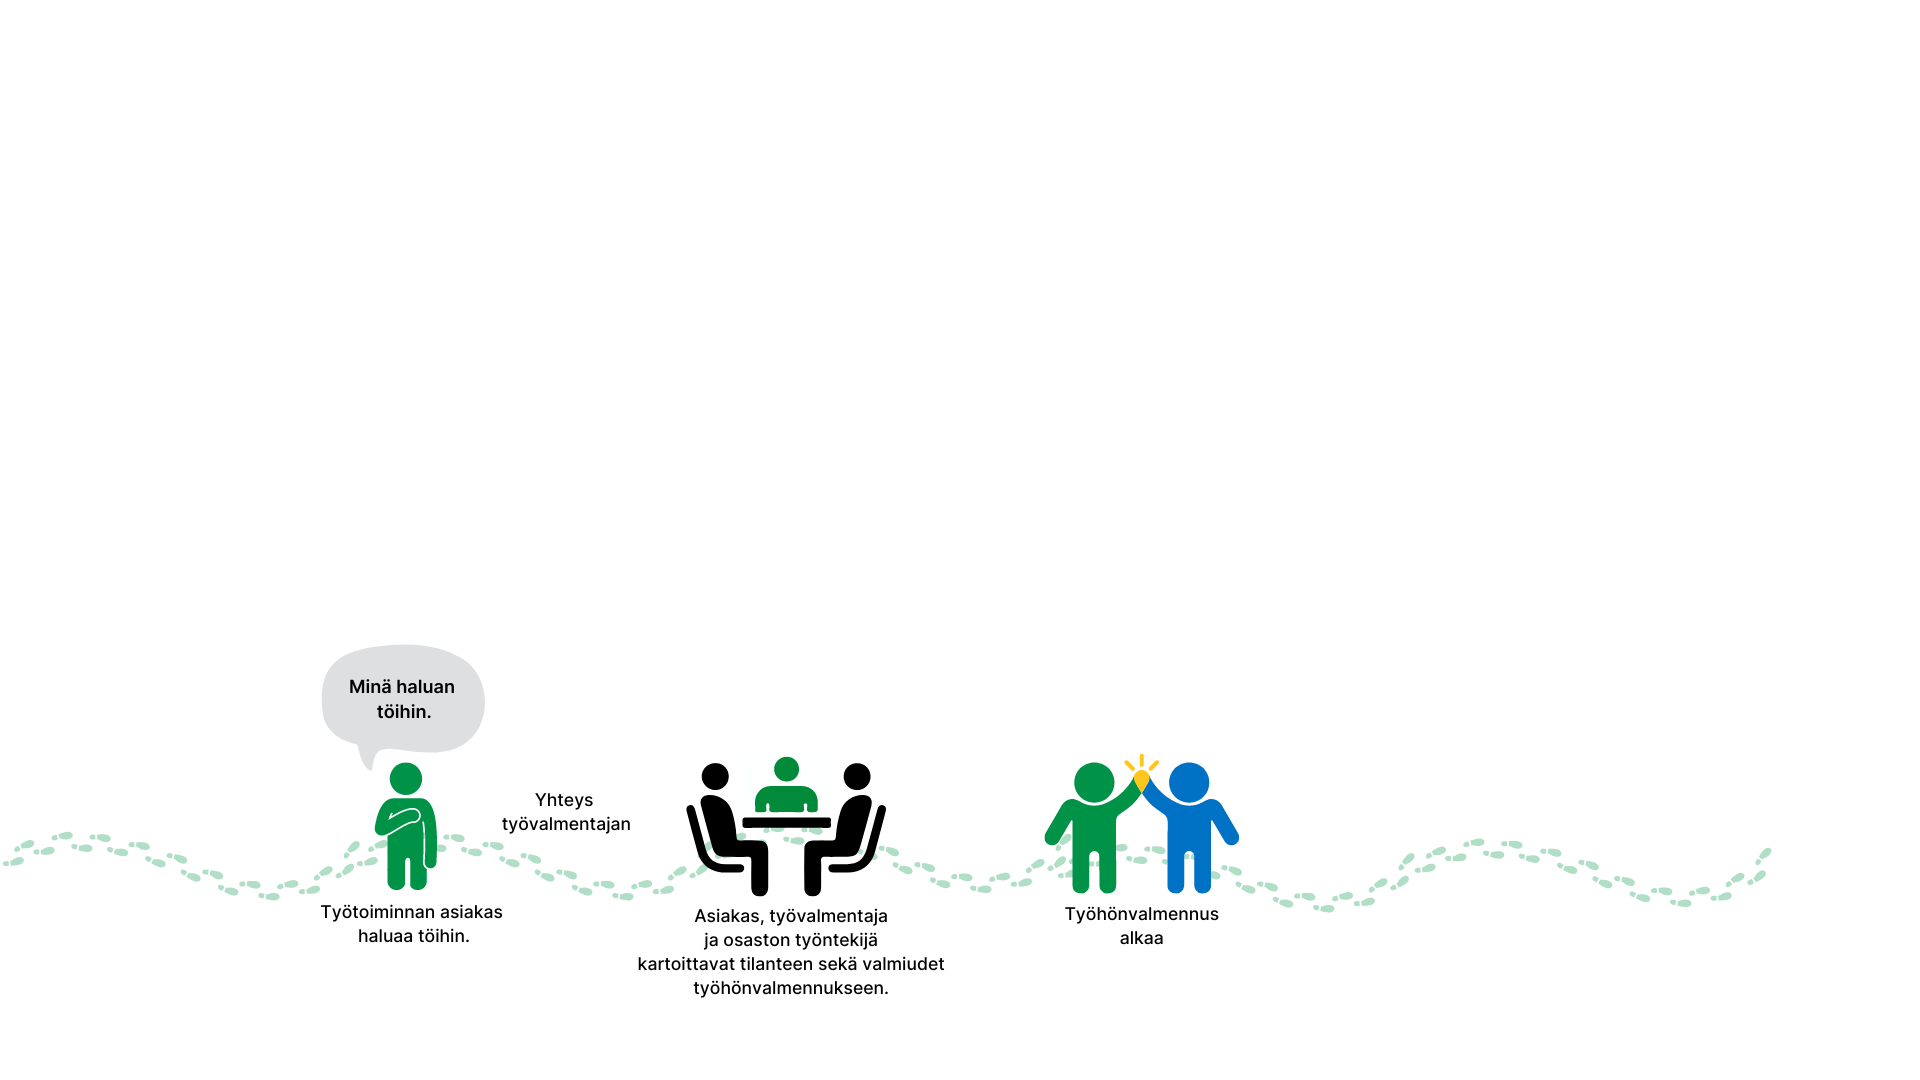 Minä haluan
töihin.
Työtoiminnan asiakas
haluaa töihin.
Yhteys
työvalmentajan
Asiakas, työvalmentaja
ja osaston työntekijä
kartoittavat tilanteen sekä valmiudet
työhönvalmennukseen.
Työhönvalmennus
alkaa